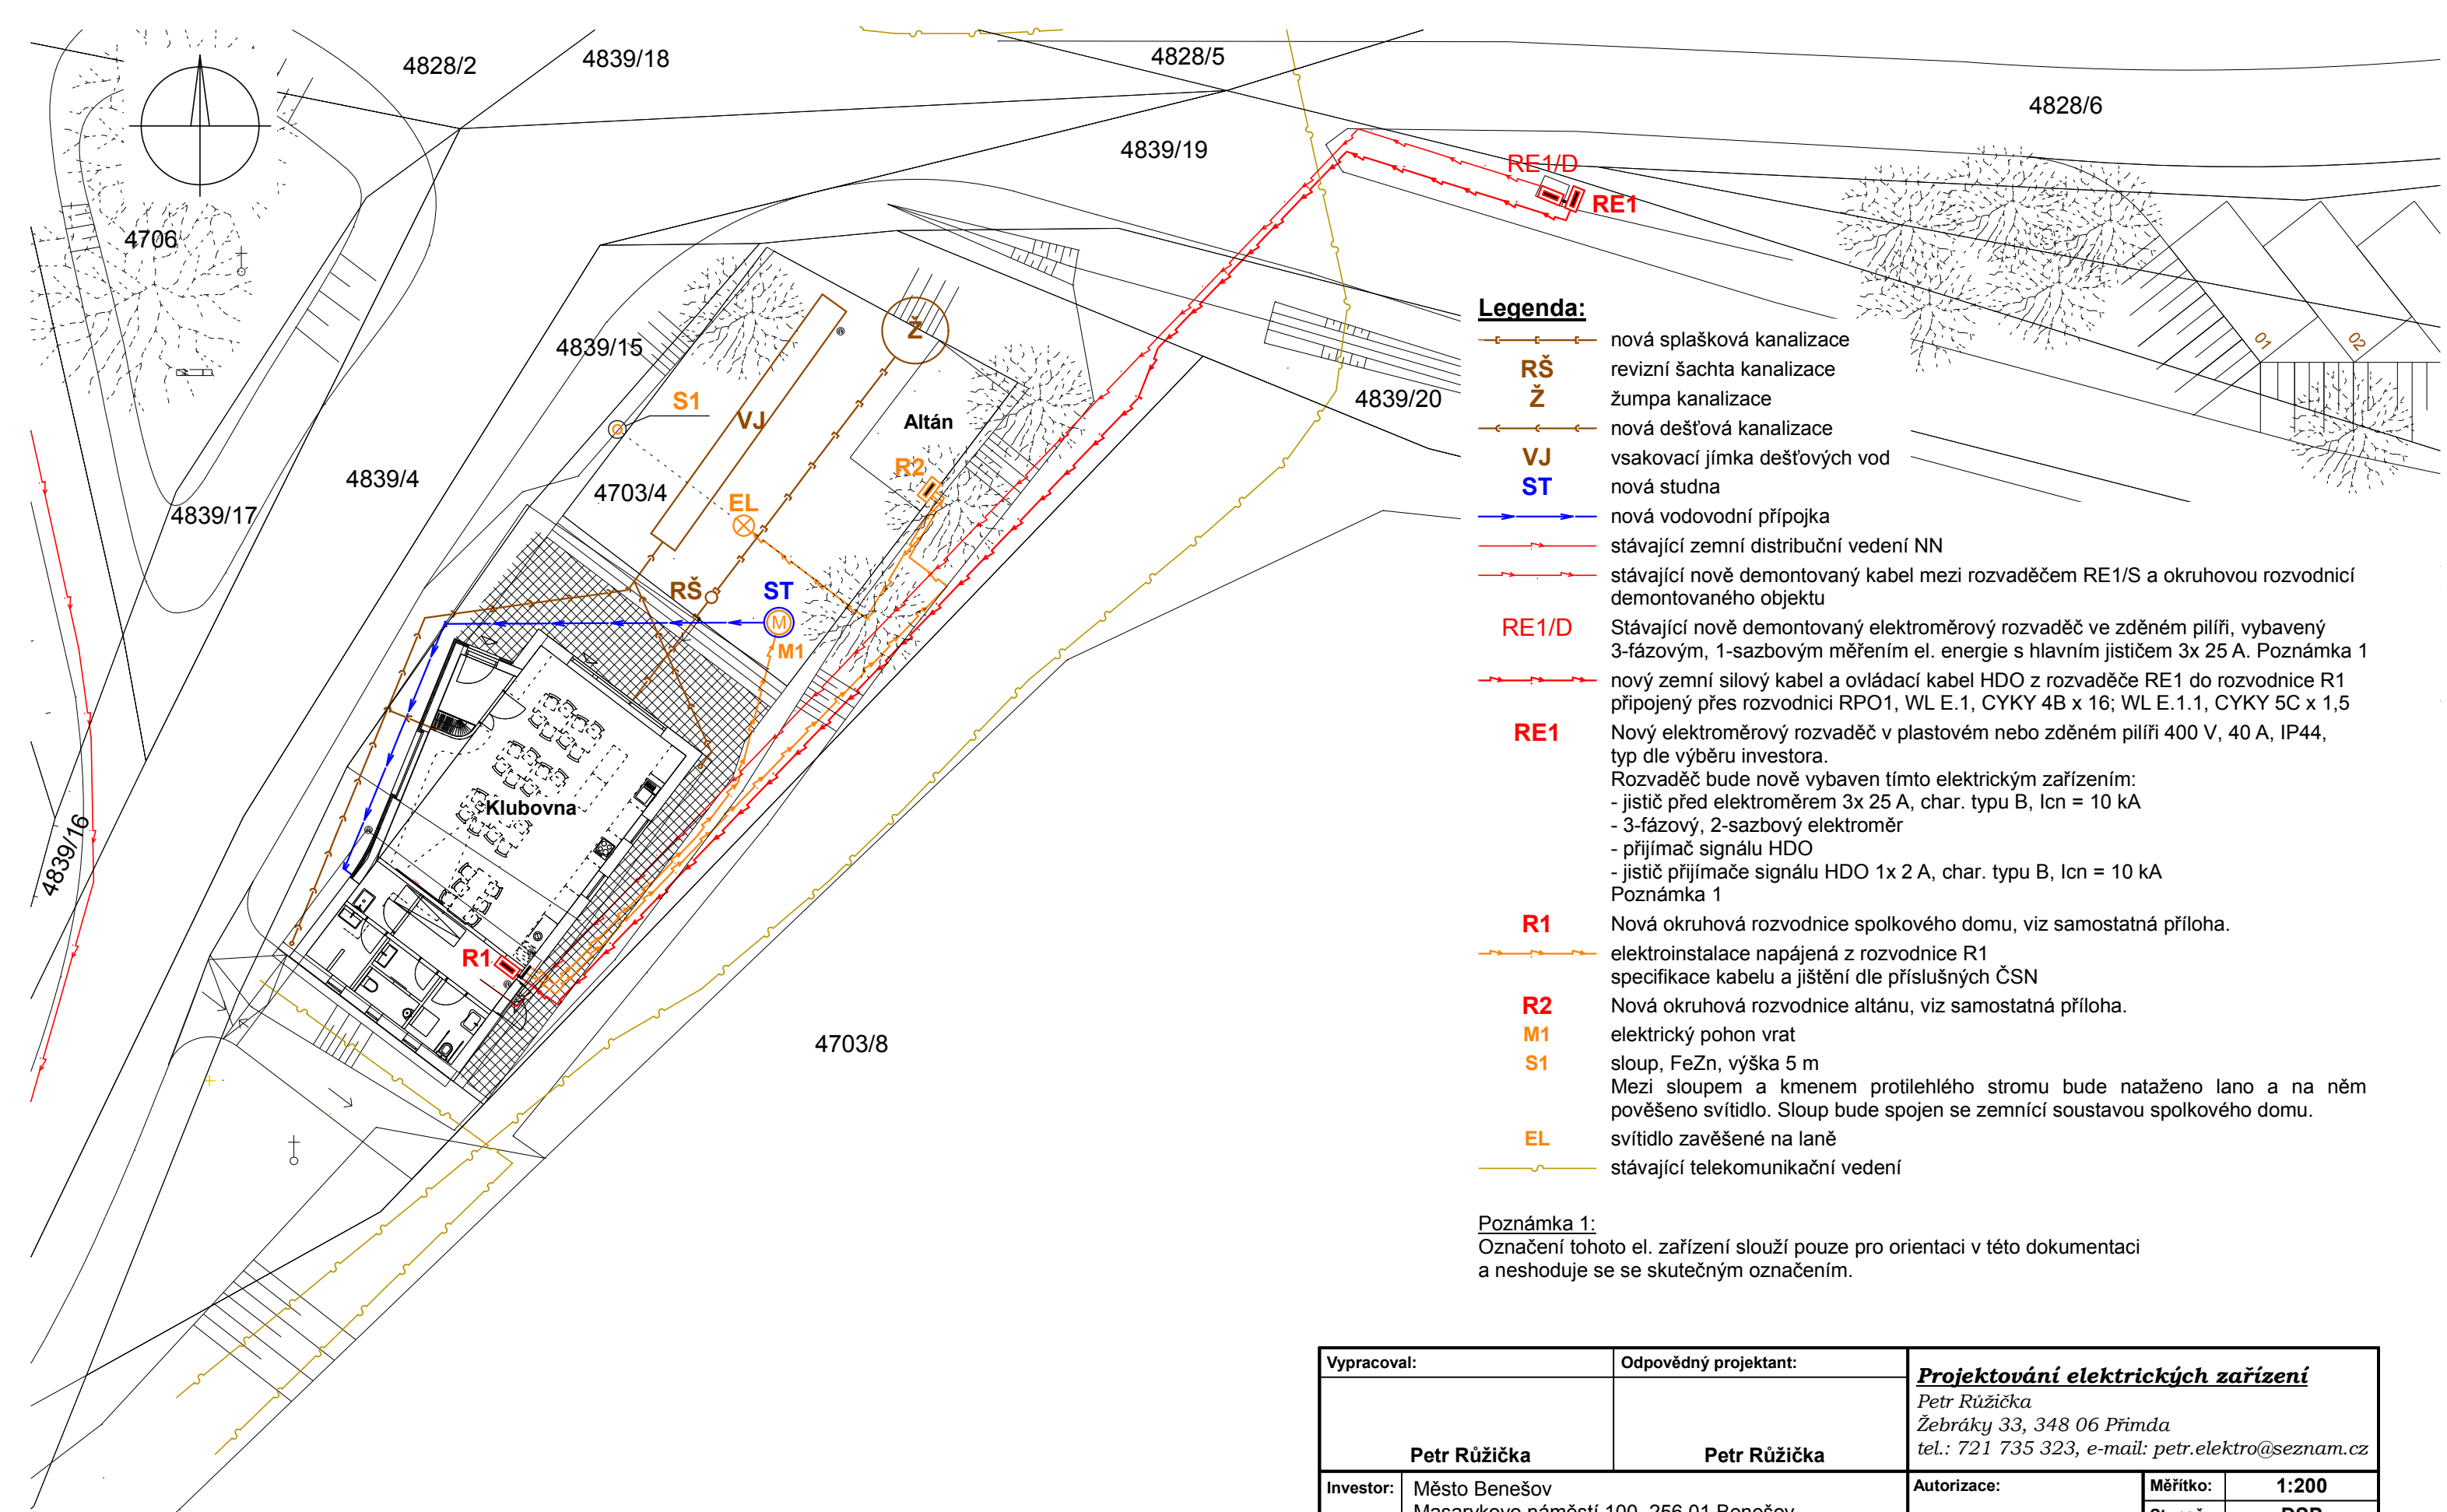 4828/2
4839/18
4828/5
4828/6
4839/19
RE1/D
RE1
4706
4839/15
Ž
S1
VJ
Altán
4839/20
01
02
R2
4839/4
4703/4
EL
4839/17
RŠ
ST
M
M1
Klubovna
4839/16
R1
4703/8
Legenda:
nová splašková kanalizace
RŠ revizní šachta kanalizace
Ž žumpa kanalizace
nová dešťová kanalizace
VJ vsakovací jímka dešťových vod
ST nová studna
nová vodovodní přípojka
stávající zemní distribuční vedení NN
stávající nově demontovaný kabel mezi rozvaděčem RE1/S a okruhovou rozvodnicí
demontovaného objektu
RE1/D Stávající nově demontovaný elektroměrový rozvaděč ve zděném pilíři, vybavený
3-fázovým, 1-sazbovým měřením el. energie s hlavním jističem 3x 25 A. Poznámka 1
nový zemní silový kabel a ovládací kabel HDO z rozvaděče RE1 do rozvodnice R1
připojený přes rozvodnici RPO1, WL E.1, CYKY 4B x 16; WL E.1.1, CYKY 5C x 1,5
RE1 Nový elektroměrový rozvaděč v plastovém nebo zděném pilíři 400 V, 40 A, IP44,
typ dle výběru investora.
Rozvaděč bude nově vybaven tímto elektrickým zařízením:
- jistič před elektroměrem 3x 25 A, char. typu B, Icn = 10 kA
- 3-fázový, 2-sazbový elektroměr
- přijímač signálu HDO
- jistič přijímače signálu HDO 1x 2 A, char. typu B, Icn = 10 kA
Poznámka 1
R1 Nová okruhová rozvodnice spolkového domu, viz samostatná příloha.
elektroinstalace napájená z rozvodnice R1
specifikace kabelu a jištění dle příslušných ČSN
R2 Nová okruhová rozvodnice altánu, viz samostatná příloha.
M1 elektrický pohon vrat
S1 sloup, FeZn, výška 5 m
Mezi sloupem a kmenem protilehlého stromu bude nataženo lano a na něm
pověšeno svítidlo. Sloup bude spojen se zemnící soustavou spolkového domu.
EL svítidlo zavěšené na laně
stávající telekomunikační vedení
Poznámka 1:
Označení tohoto el. zařízení slouží pouze pro orientaci v této dokumentaci
a neshoduje se se skutečným označením.
Vypracoval:
Petr Růžička
Odpovědný projektant:
Petr Růžička
Projektování elektrických zařízení
Petr Růžička
Žebráky 33, 348 06 Přimda
tel.: 721 735 323, e-mail: petr.elektro@seznam.cz
Investor: Město Benešov
Masarykovo náměstí 100, 256 01 Benešov
Autorizace:
Měřítko: 1:200